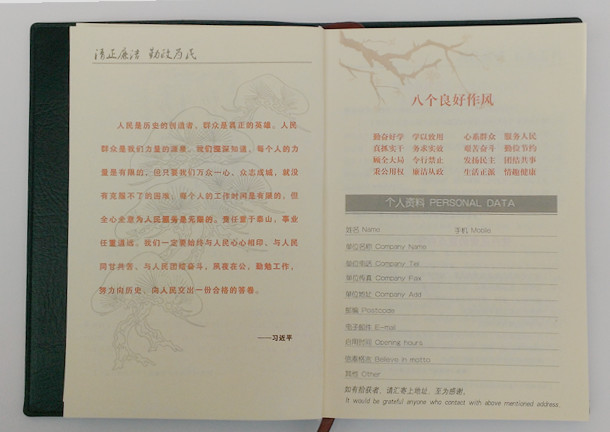 清正廉洁 勤政为民
人民是历史的创造者，群众是真正的英雄。人民
群众是我们力量的源泉。我们深深知道，每个人的力
量是有限的，但只要我们万众一心，众志成城，就没
有克服不了的困难；每个人的工作时间是有限的，但
全心全意为人民服务是无限的。责任重于泰山，事业
任重道远。我们一定要始终与人民心心相印、与人民
同甘共苦、与人民团结奋斗，夙夜在公，勤勉工作，
努力向历史、向人民交出一份合格的答卷。
——习近平
八个良好作风
勤奋好学 学以致用 心系群众 服务人民
真抓实干 务求实效 艰苦奋斗 勤俭节约
顾全大局 令行禁止 发扬民主 团结共事
秉公用权 廉洁从政 生活正派 情趣健康
个人资料 PERSONAL DATA
姓名 Name 手机 Mobile
单位名称 Company Name
单位电话 Company Tel
单位传真 Company Fax
单位地址 Company Add
邮编 Postcode
电子邮件 E-mail
启用时间 Opening hours
信奉格言 Believe in motto
其他 Other
如有拾获者，请汇寄上地址，至为感谢。
It would be grateful anyone who contact with above mentioned address.